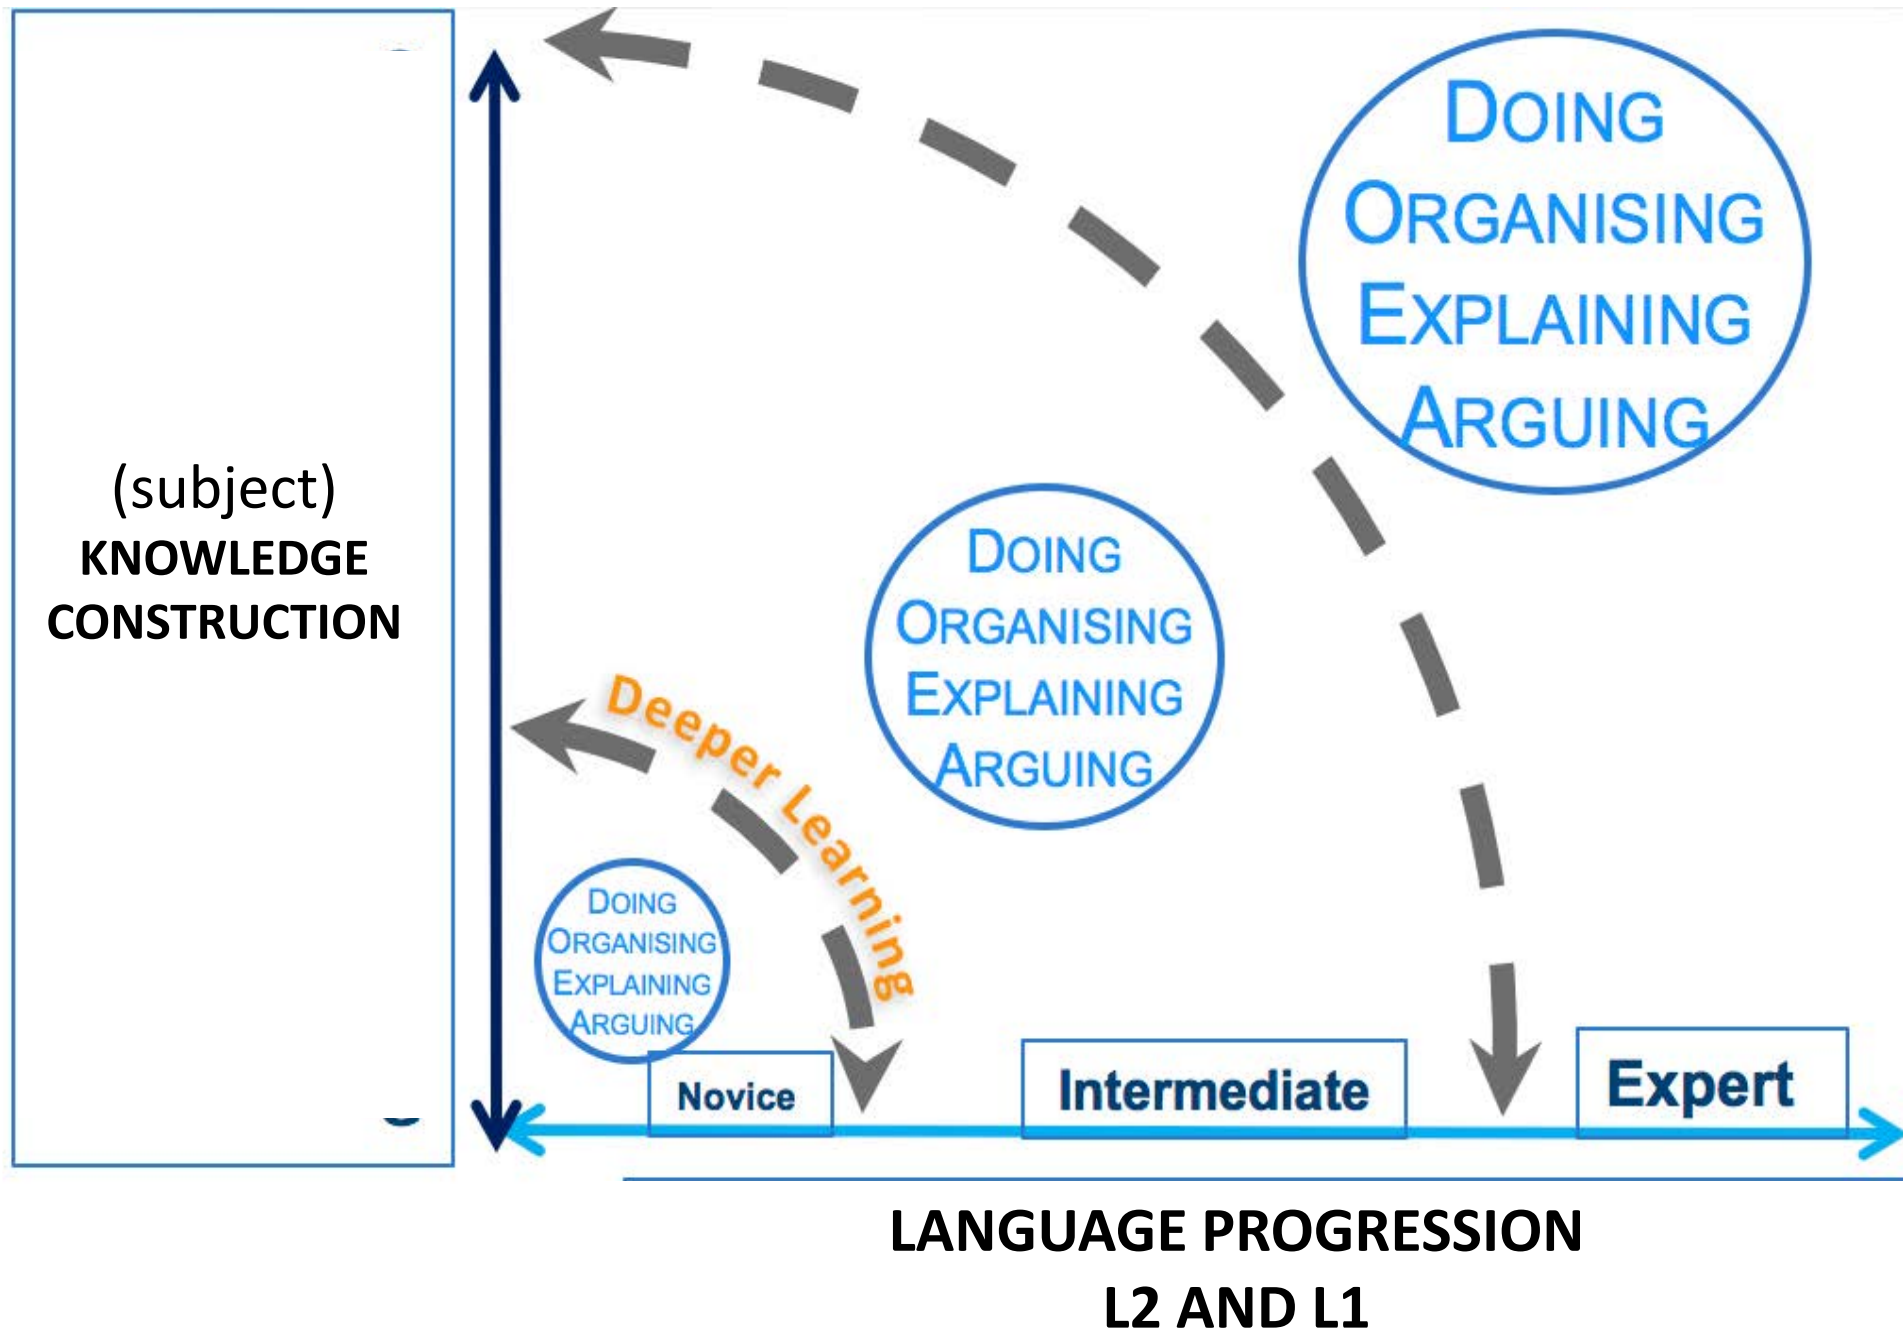 (subject)
KNOWLEDGE
CONSTRUCTION
DOING
ORGANISING
EXPLAINING
ARGUING
DOING
ORGANISING
EXPLAINING
ARGUING
Deeper Learning
DOING
ORGANISING
EXPLAINING
ARGUING
Novice
Intermediate
Expert
LANGUAGE PROGRESSION
L2 AND L1